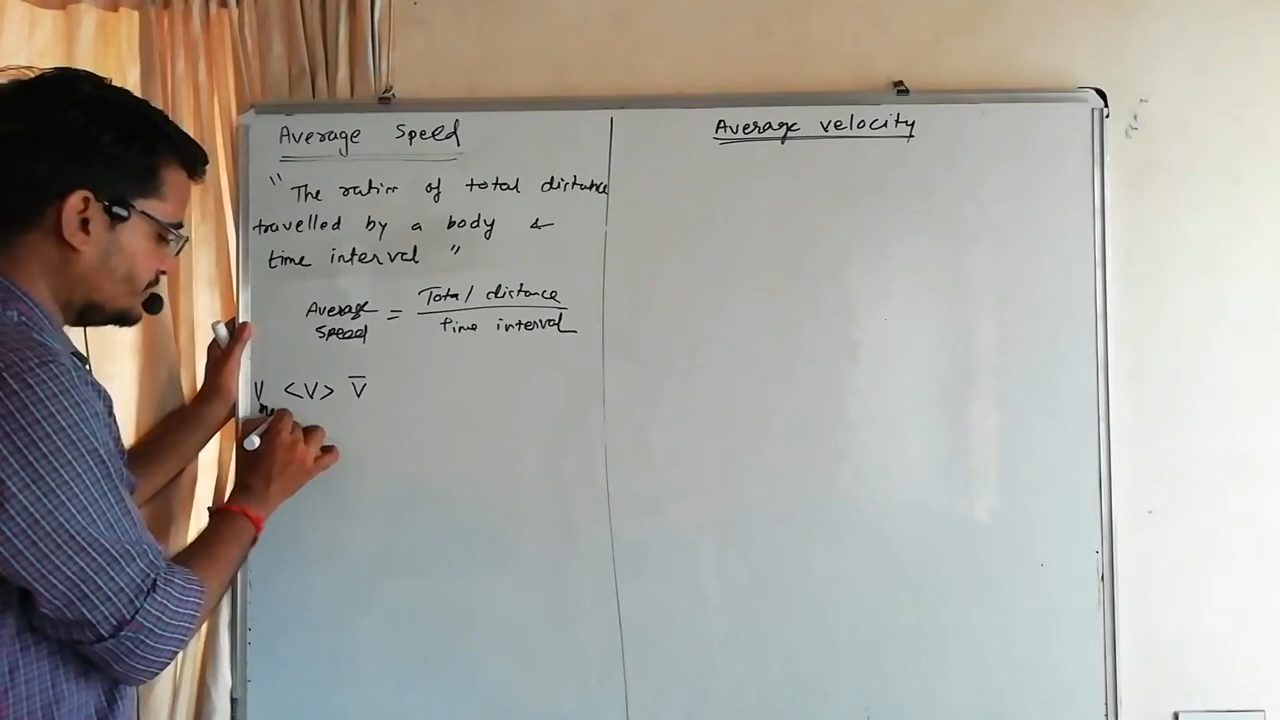 Average Speed
"The ratio of total distance
travelled by a body &
time interval"
Average Speed = Total distance / time interval
V <V> V̅
Average velocity